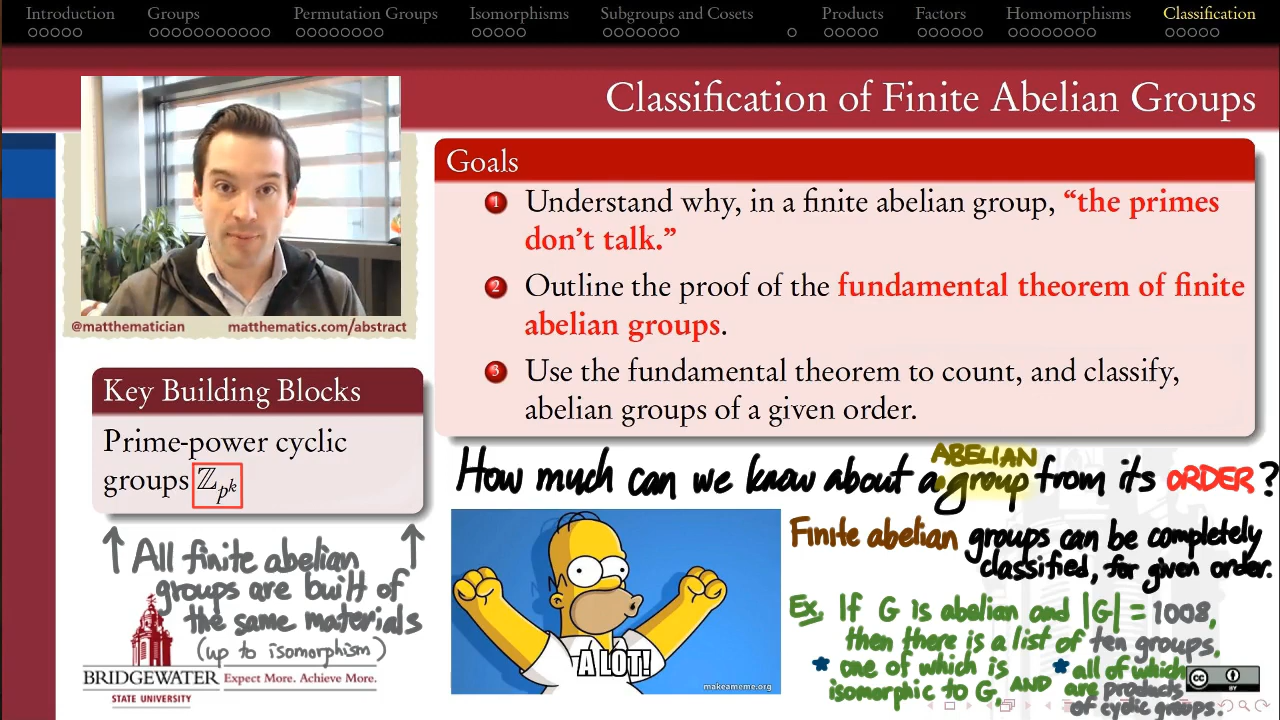 Introduction Groups Permutation Groups Isomorphisms Subgroups and Cosets Products Factors Homomorphisms Classification
Classification of Finite Abelian Groups
@matthematician matthematics.com/abstract
Goals
1 Understand why, in a finite abelian group, “the primes
don’t talk.”
2 Outline the proof of the fundamental theorem of finite
abelian groups.
3 Use the fundamental theorem to count, and classify,
abelian groups of a given order.
Key Building Blocks
Prime-power cyclic
groups ℤ_{p^k}
↑ All finite abelian ↑
groups are built of
the same materials
(up to isomorphism)
BRIDGEWATER
STATE UNIVERSITY
Expect More. Achieve More.
ABELIAN
How much can we know about a group from its ORDER?
A LOT!
makeameme.org
Finite abelian groups can be completely
classified, for given order.
Ex. If G is abelian and |G| = 1008,
then there is a list of ten groups,
* one of which is
isomorphic to G, AND
* all of which
are products
of cyclic groups.
cc BY